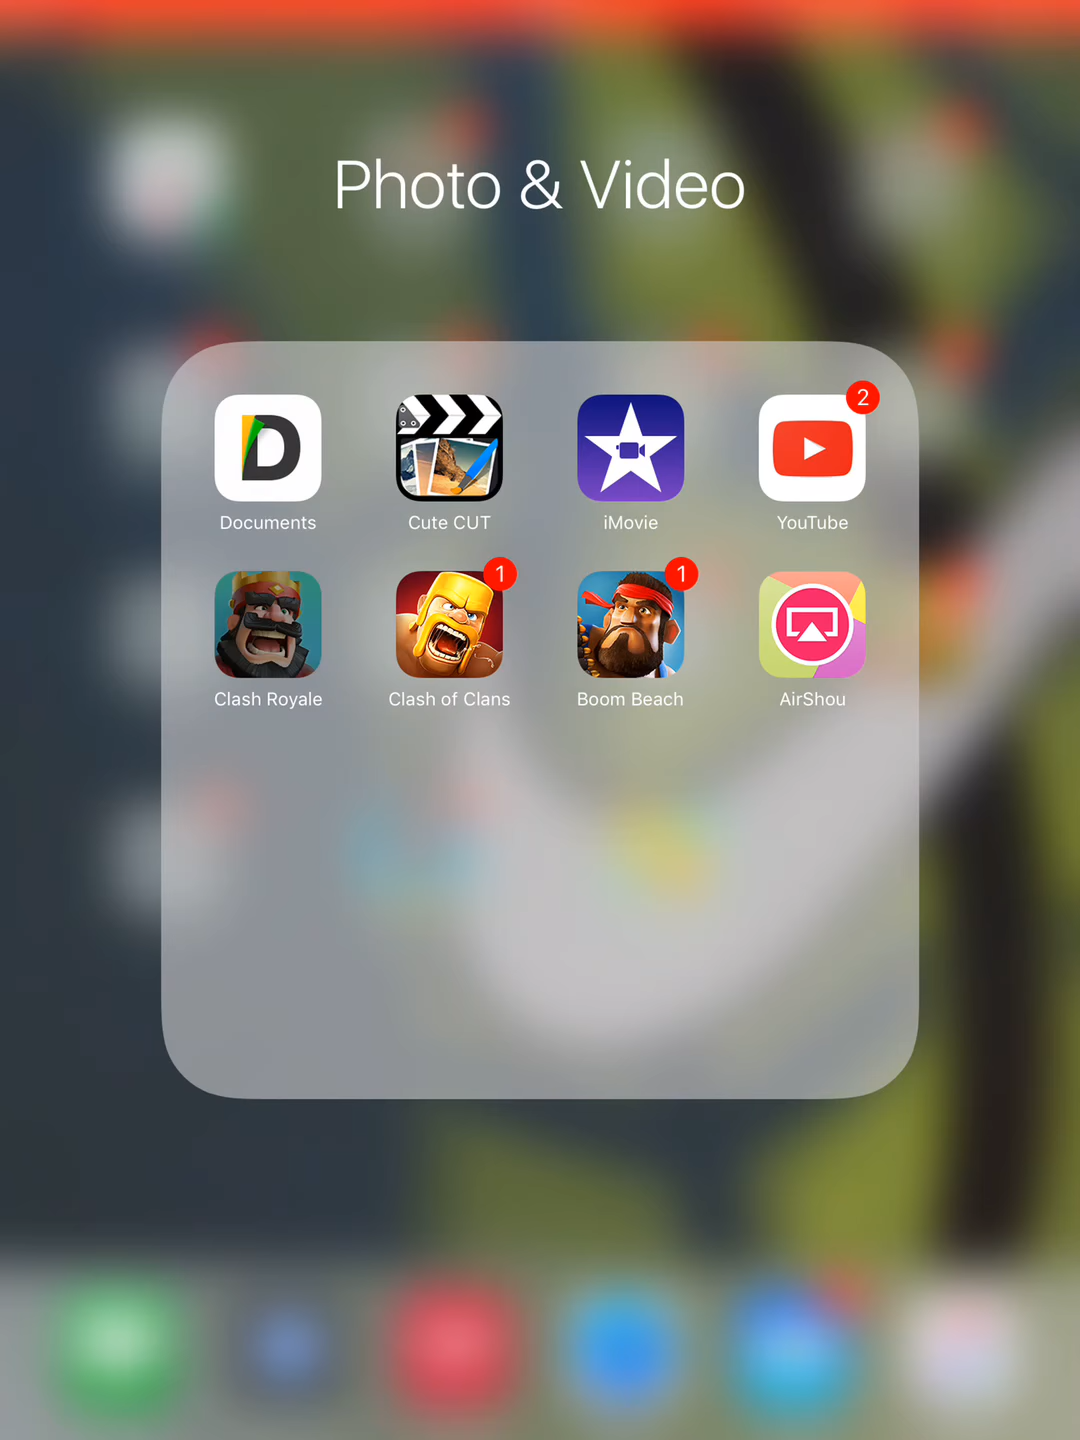 Photo & Video
2
Documents Cute CUT iMovie YouTube
1 1
Clash Royale Clash of Clans Boom Beach AirShou